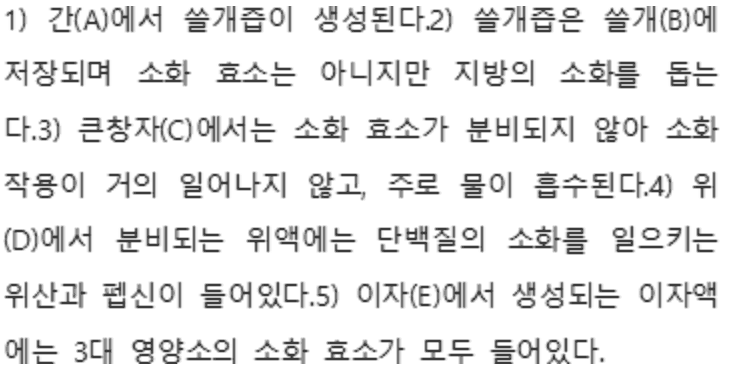 1) 간(A)에서 쓸개즙이 생성된다.2) 쓸개즙은 쓸개(B)에
저장되며 소화 효소는 아니지만 지방의 소화를 돕는
다.3) 큰창자(C)에서는 소화 효소가 분비되지 않아 소화
작용이 거의 일어나지 않고, 주로 물이 흡수된다.4) 위
(D)에서 분비되는 위액에는 단백질의 소화를 일으키는
위산과 펩신이 들어있다.5) 이자(E)에서 생성되는 이자액
에는 3대 영양소의 소화 효소가 모두 들어있다.